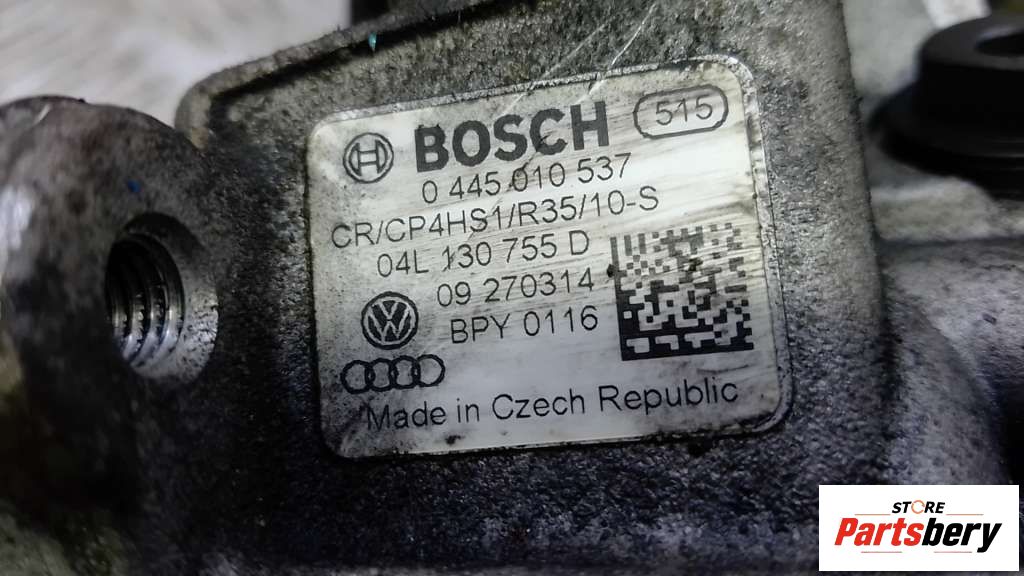 BOSCH 515
0 445 010 537
CR/CP4HS1/R35/10-S
04L 130 755 D
09 270314
BPY 0116
Made in Czech Republic
STORE
Partsbery